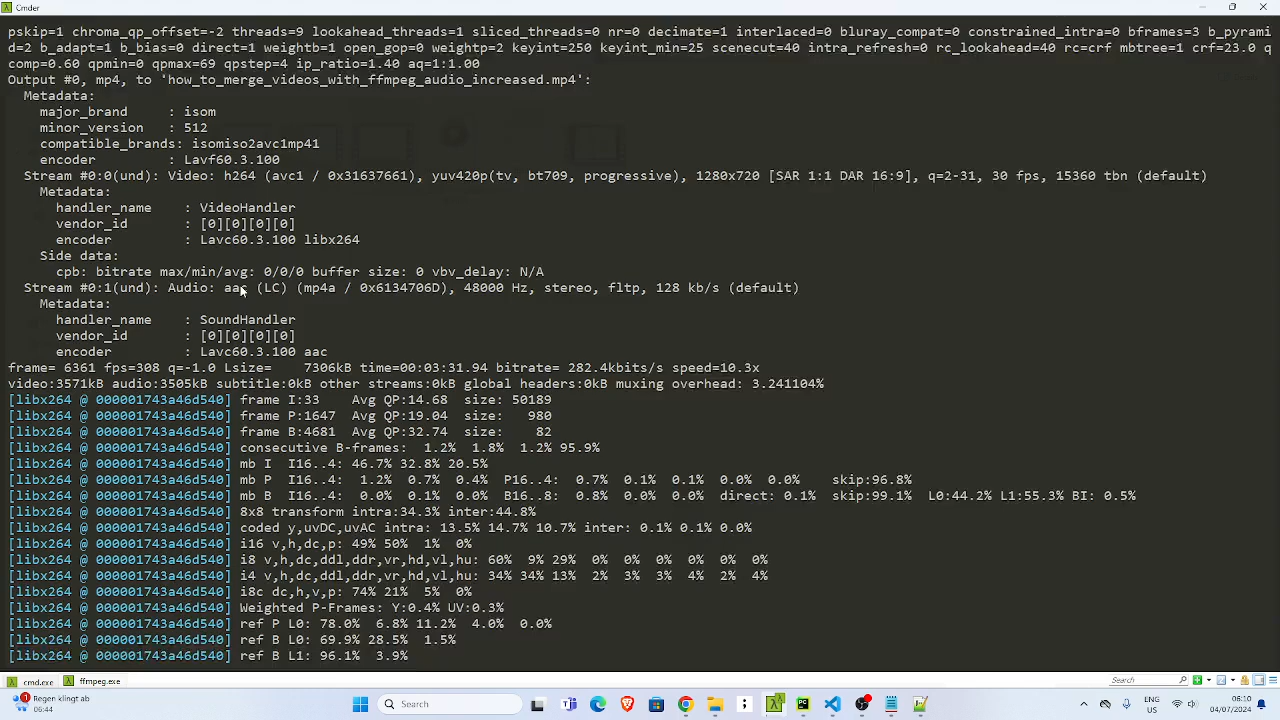 Cmder
pskip=1 chroma_qp_offset=-2 threads=9 lookahead_threads=1 sliced_threads=0 nr=0 decimate=1 interlaced=0 bluray_compat=0 constrained_intra=0 bframes=3 b_pyrami
d=2 b_adapt=1 b_bias=0 direct=1 weightb=1 open_gop=0 weightp=2 keyint=250 keyint_min=25 scenecut=40 intra_refresh=0 rc_lookahead=40 rc=crf mbtree=1 crf=23.0 q
comp=0.60 qpmin=0 qpmax=69 qpstep=4 ip_ratio=1.40 aq=1:1.00
Output #0, mp4, to 'how_to_merge_videos_with_ffmpeg_audio_increased.mp4':
Metadata:
major_brand : isom
minor_version : 512
compatible_brands: isomiso2avc1mp41
encoder : Lavf60.3.100
Stream #0:0(und): Video: h264 (avc1 / 0x31637661), yuv420p(tv, bt709, progressive), 1280x720 [SAR 1:1 DAR 16:9], q=2-31, 30 fps, 15360 tbn (default)
Metadata:
handler_name : VideoHandler
vendor_id : [0][0][0][0]
encoder : Lavc60.3.100 libx264
Side data:
cpb: bitrate max/min/avg: 0/0/0 buffer size: 0 vbv_delay: N/A
Stream #0:1(und): Audio: aac (LC) (mp4a / 0x6134706D), 48000 Hz, stereo, fltp, 128 kb/s (default)
Metadata:
handler_name : SoundHandler
vendor_id : [0][0][0][0]
encoder : Lavc60.3.100 aac
frame= 6361 fps=308 q=-1.0 Lsize= 7306kB time=00:03:31.94 bitrate= 282.4kbits/s speed=10.3x
video:3571kB audio:3505kB subtitle:0kB other streams:0kB global headers:0kB muxing overhead: 3.241104%
[libx264 @ 000001743a46d540] frame I:33 Avg QP:14.68 size: 50189
[libx264 @ 000001743a46d540] frame P:1647 Avg QP:19.04 size: 980
[libx264 @ 000001743a46d540] frame B:4681 Avg QP:32.74 size: 82
[libx264 @ 000001743a46d540] consecutive B-frames: 1.2% 1.8% 1.2% 95.9%
[libx264 @ 000001743a46d540] mb I I16..4: 46.7% 32.8% 20.5%
[libx264 @ 000001743a46d540] mb P I16..4: 1.2% 0.7% 0.4% P16..4: 0.7% 0.1% 0.1% 0.0% 0.0% skip:96.8%
[libx264 @ 000001743a46d540] mb B I16..4: 0.0% 0.1% 0.0% B16..8: 0.8% 0.0% 0.0% direct: 0.1% skip:99.1% L0:44.2% L1:55.3% BI: 0.5%
[libx264 @ 000001743a46d540] 8x8 transform intra:34.3% inter:44.8%
[libx264 @ 000001743a46d540] coded y,uvDC,uvAC intra: 13.5% 14.7% 10.7% inter: 0.1% 0.1% 0.0%
[libx264 @ 000001743a46d540] i16 v,h,dc,p: 49% 50% 1% 0%
[libx264 @ 000001743a46d540] i8 v,h,dc,ddl,ddr,vr,hd,vl,hu: 60% 9% 29% 0% 0% 0% 0% 0% 0%
[libx264 @ 000001743a46d540] i4 v,h,dc,ddl,ddr,vr,hd,vl,hu: 34% 34% 13% 2% 3% 3% 4% 2% 4%
[libx264 @ 000001743a46d540] i8c dc,h,v,p: 74% 21% 5% 0%
[libx264 @ 000001743a46d540] Weighted P-Frames: Y:0.4% UV:0.3%
[libx264 @ 000001743a46d540] ref P L0: 78.0% 6.8% 11.2% 4.0% 0.0%
[libx264 @ 000001743a46d540] ref B L0: 69.9% 28.5% 1.5%
[libx264 @ 000001743a46d540] ref B L1: 96.1% 3.9%
cmd.exe ffmpeg.exe Search
Regen klingt ab
06:44
Search
ENG
US
06:10
04/07/2024